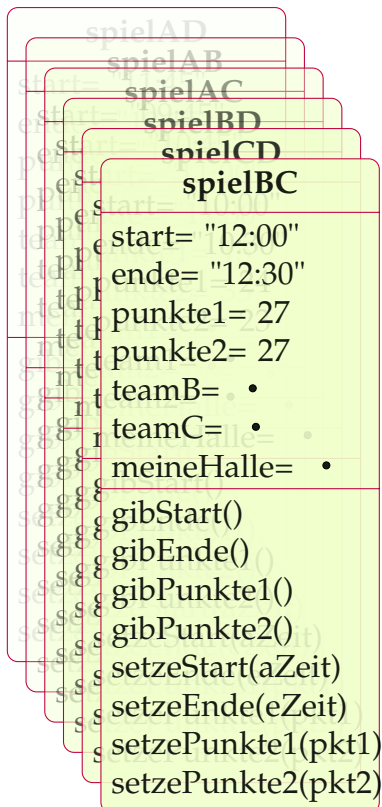 spielAD
spielAB
spielAC
spielBD
spielCD
spielBC
start= "12:00"
ende= "12:30"
punkte1= 27
punkte2= 27
teamB= •
teamC= •
meineHalle= •
gibStart()
gibEnde()
gibPunkte1()
gibPunkte2()
setzeStart(aZeit)
setzeEnde(eZeit)
setzePunkte1(pkt1)
setzePunkte2(pkt2)